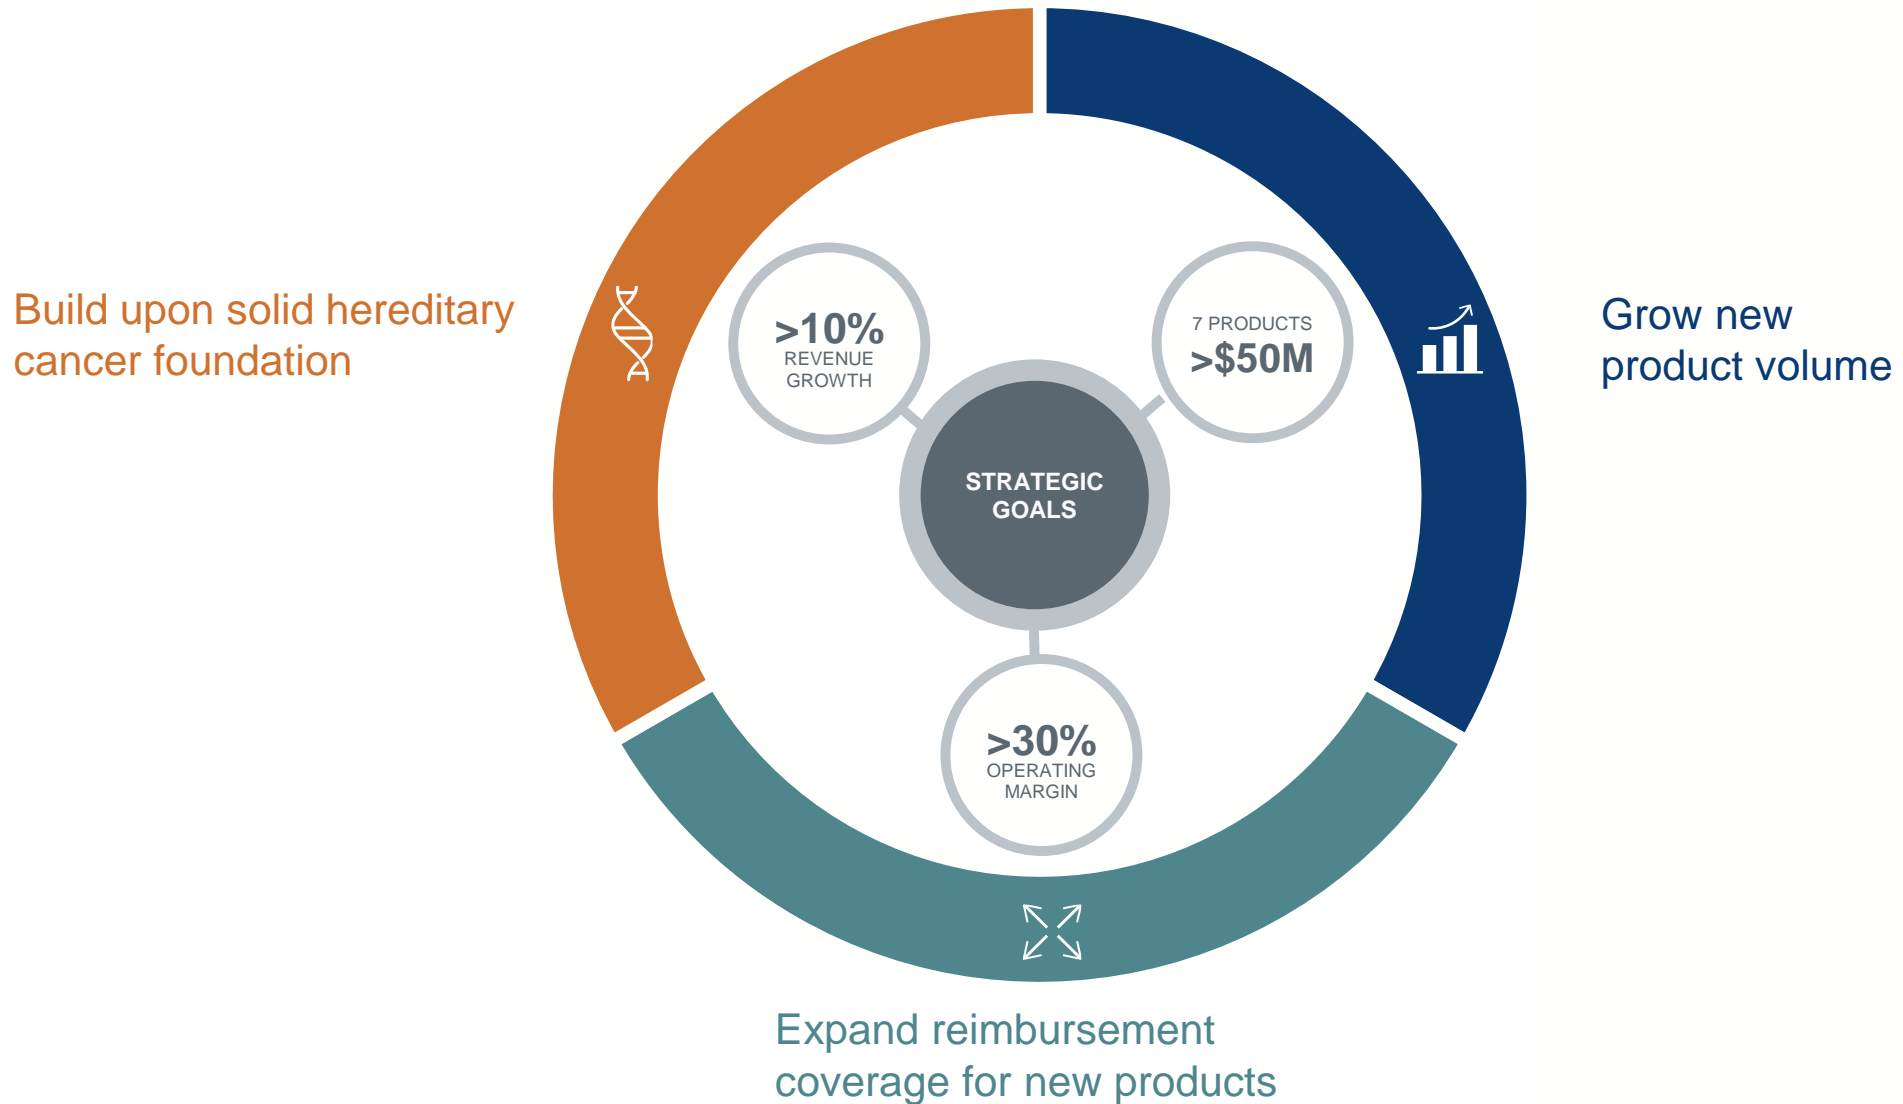 Build upon solid hereditary
cancer foundation
>10%
REVENUE
GROWTH
7 PRODUCTS
>$50M
Grow new
product volume
STRATEGIC
GOALS
>30%
OPERATING
MARGIN
Expand reimbursement
coverage for new products